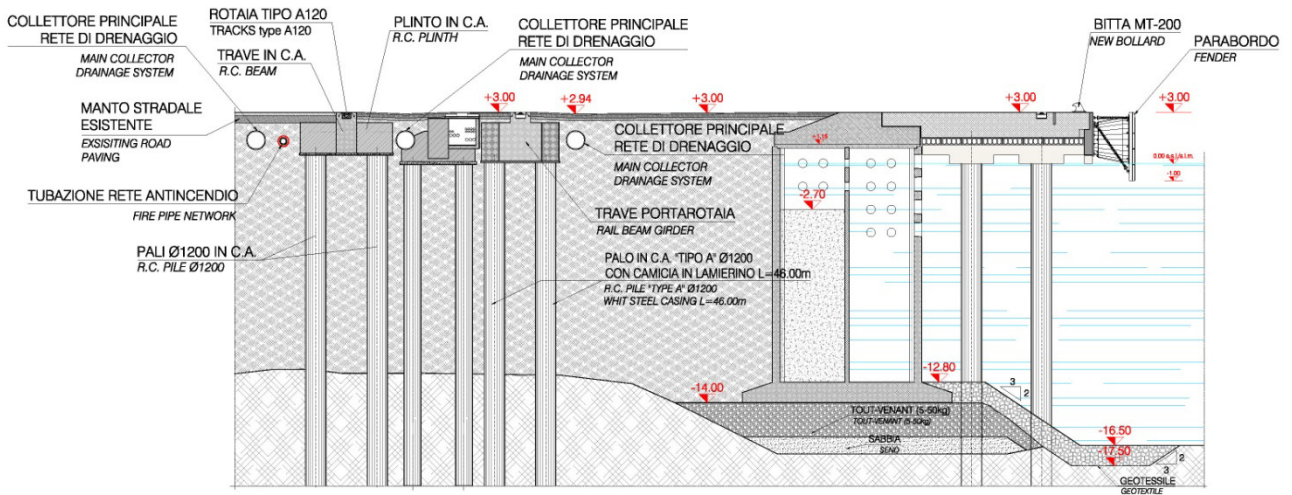 COLLETTORE PRINCIPALE
RETE DI DRENAGGIO
MAIN COLLECTOR
DRAINAGE SYSTEM
ROTAIA TIPO A120
TRACKS type A120
TRAVE IN C.A.
R.C. BEAM
PLINTO IN C.A.
R.C. PLINTH
COLLETTORE PRINCIPALE
RETE DI DRENAGGIO
MAIN COLLECTOR
DRAINAGE SYSTEM
BITTA MT-200
NEW BOLLARD
PARABORDO
FENDER
MANTO STRADALE
ESISTENTE
EXSISITING ROAD
PAVING
+3.00
+2.94
+3.00
+3.00
+3.00
COLLETTORE PRINCIPALE
RETE DI DRENAGGIO
MAIN COLLECTOR
DRAINAGE SYSTEM
+1.15
0.00 s.l./s.l.m.
-1.00
TUBAZIONE RETE ANTINCENDIO
FIRE PIPE NETWORK
-2.70
TRAVE PORTAROTAIA
RAIL BEAM GIRDER
PALI Ø1200 IN C.A.
R.C. PILE Ø1200
PALO IN C.A. "TIPO A" Ø1200
CON CAMICIA IN LAMIERINO L=46.00m
R.C. PILE "TYPE A" Ø1200
WHIT STEEL CASING L=46.00m
-12.80
-14.00
3
2
TOUT-VENANT (5-50kg)
TOUT-VENANT (5-50kg)
SABBIA
SENO
-16.50
-17.50
2
3
GEOTESSILE
GEOTEXTILE